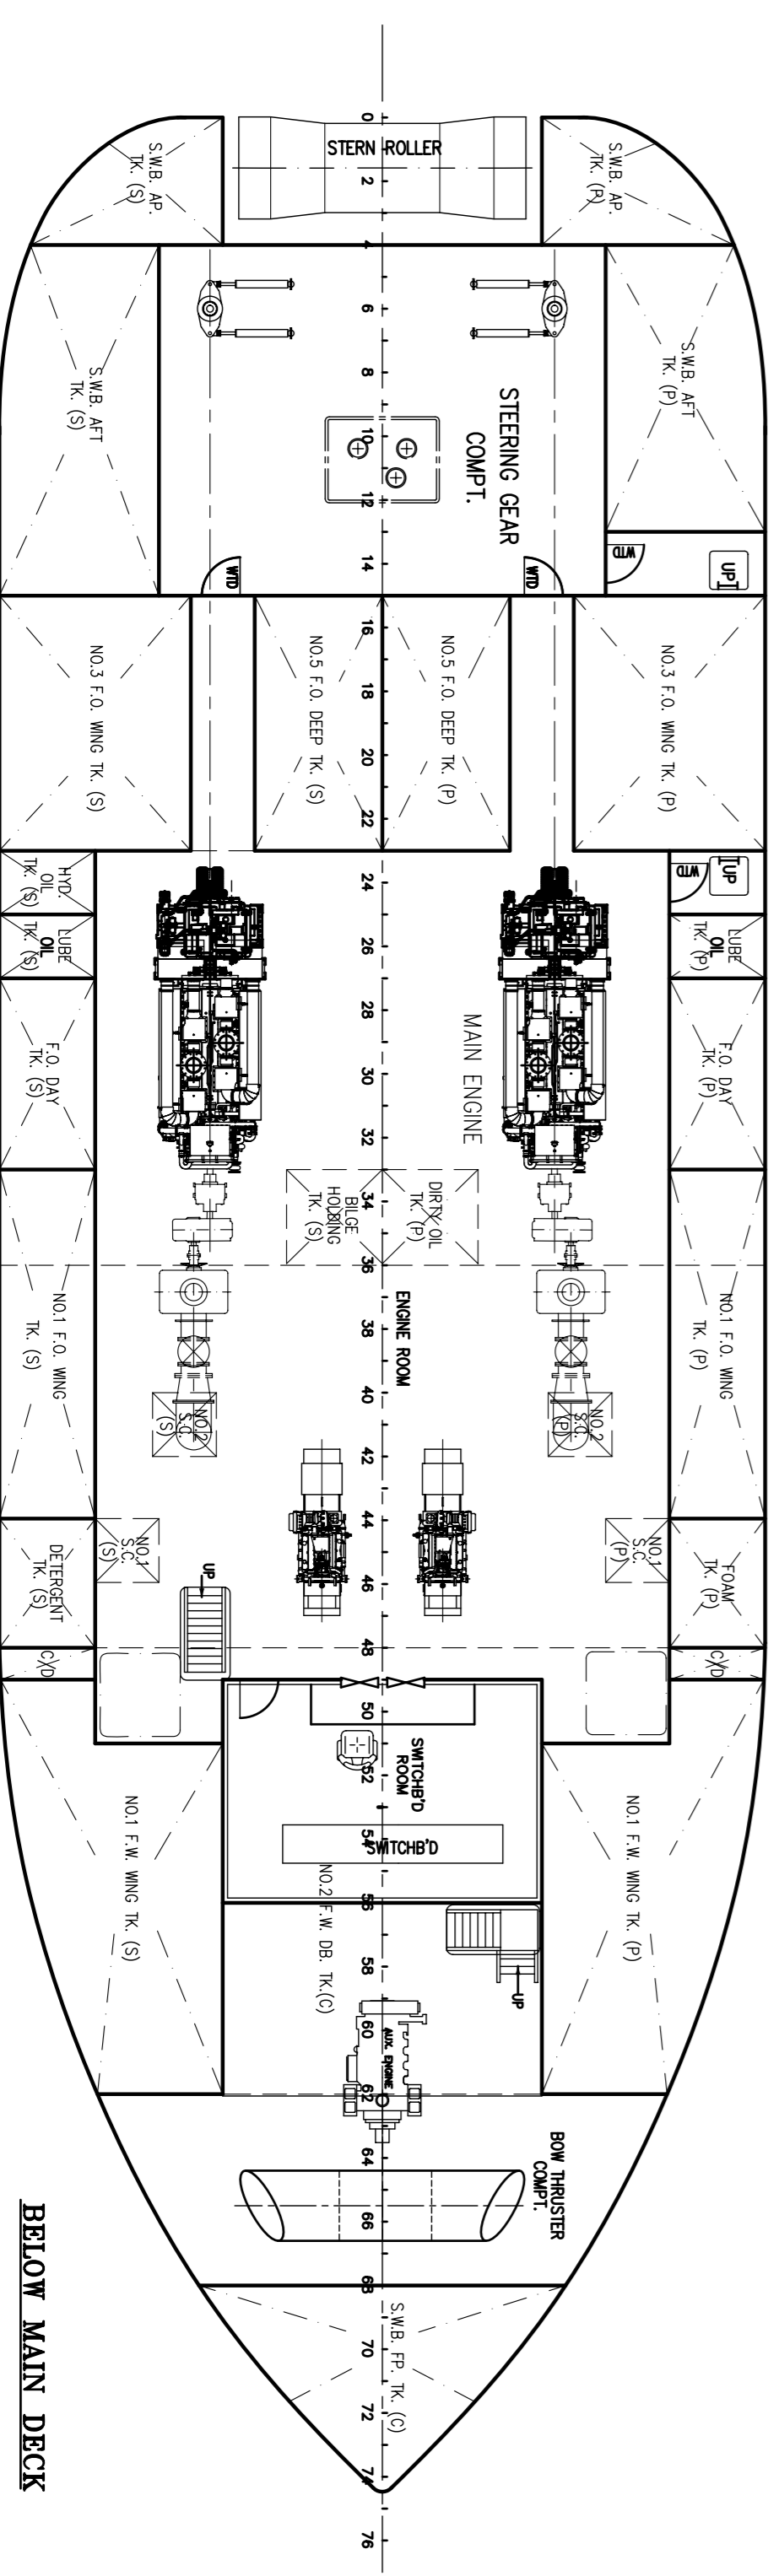 STERN ROLLER
S.W.B. AP.
TK. (S)
S.W.B. AP.
TK. (P)
S.W.B. AFT
TK. (S)
S.W.B. AFT
TK. (P)
STEERING GEAR
COMPT.
WTD
WTD
WTD
UP
NO.3 F.O. WING TK. (S)
NO.5 F.O. DEEP TK. (S)
NO.5 F.O. DEEP TK. (P)
NO.3 F.O. WING TK. (P)
HYD.
OIL
TK. (S)
WTD
UP
LUBE
OIL
TK. (S)
LUBE
OIL
TK. (P)
F.O. DAY
TK. (S)
MAIN ENGINE
F.O. DAY
TK. (P)
BILGE
HOLDING
TK. (S)
DIRTY OIL
TK. (P)
NO.1 F.O. WING
TK. (S)
ENGINE ROOM
NO.1 F.O. WING
TK. (P)
NO.2
S.C.
(S)
NO.2
S.C.
(P)
DETERGENT
TK. (S)
NO.1
S.C.
(S)
NO.1
S.C.
(P)
FOAM
TK. (P)
UP
C/D
C/D
SWITCHB'D
ROOM
SWITCHB'D
NO.1 F.W. WING TK. (S)
NO.2 F.W. DB. TK.(C)
NO.1 F.W. WING TK. (P)
UP
AUX. ENGINE
BOW THRUSTER
COMPT.
S.W.B. FP. TK. (C)
0 2 4 6 8 10 12 14 16 18 20 22 24 26 28 30 32 34 36 38 40 42 44 46 48 50 52 54 56 58 60 62 64 66 68 70 72 74 76
BELOW MAIN DECK